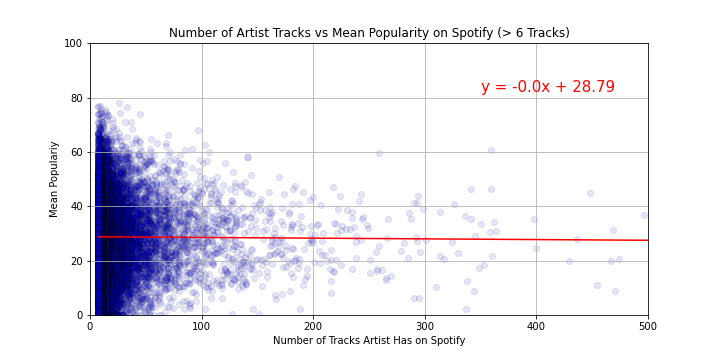 Number of Artist Tracks vs Mean Popularity on Spotify (> 6 Tracks)
100
y = -0.0x + 28.79
80
60
Mean Populariy
40
20
0
0 100 200 300 400 500
Number of Tracks Artist Has on Spotify